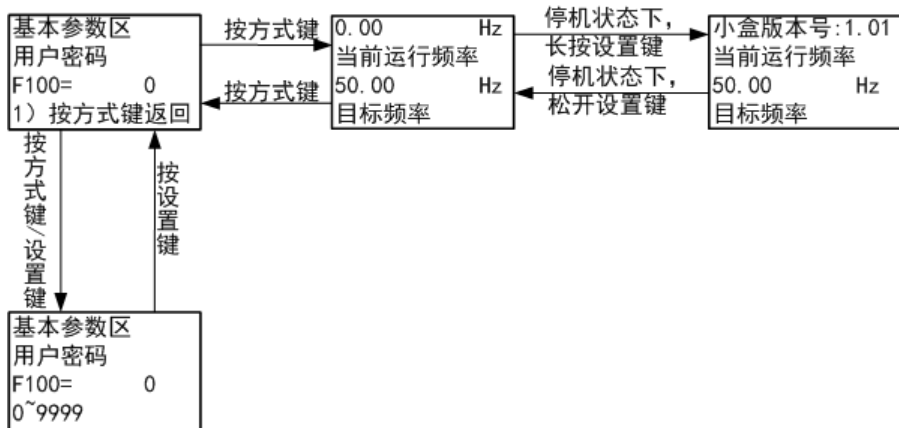 基本参数区
用户密码
F100= 0
1) 按方式键返回
按方式键
按方式键
0.00 Hz
当前运行频率
50.00 Hz
目标频率
停机状态下，
长按设置键
停机状态下，
松开设置键
小盒版本号:1.01
当前运行频率
50.00 Hz
目标频率
按方式键/设置键
按设置键
基本参数区
用户密码
F100= 0
0~9999